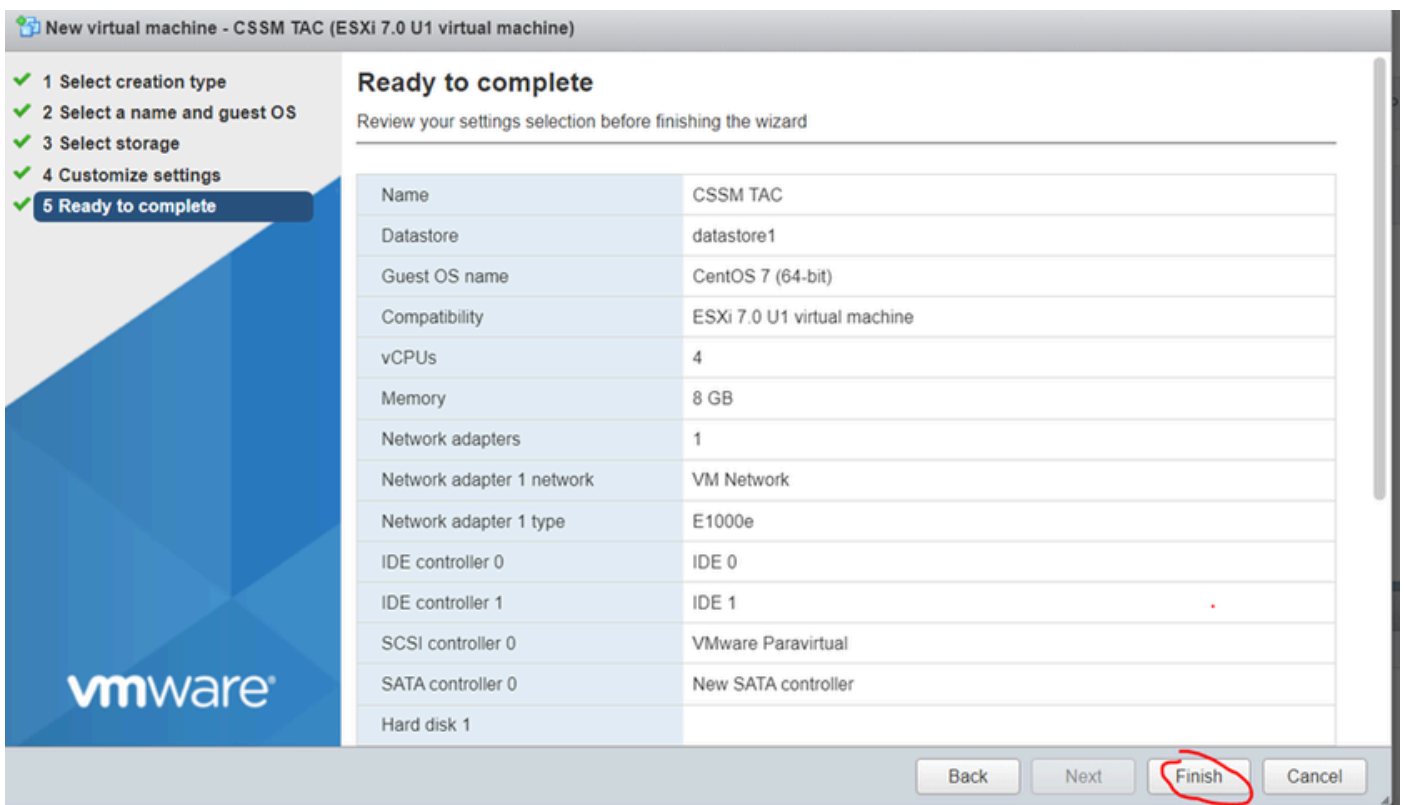 New virtual machine - CSSM TAC (ESXi 7.0 U1 virtual machine)
1 Select creation type
2 Select a name and guest OS
3 Select storage
4 Customize settings
5 Ready to complete
vmware®
Ready to complete
Review your settings selection before finishing the wizard
Name CSSM TAC
Datastore datastore1
Guest OS name CentOS 7 (64-bit)
Compatibility ESXi 7.0 U1 virtual machine
vCPUs 4
Memory 8 GB
Network adapters 1
Network adapter 1 network VM Network
Network adapter 1 type E1000e
IDE controller 0 IDE 0
IDE controller 1 IDE 1
SCSI controller 0 VMware Paravirtual
SATA controller 0 New SATA controller
Hard disk 1
Back Next Finish Cancel